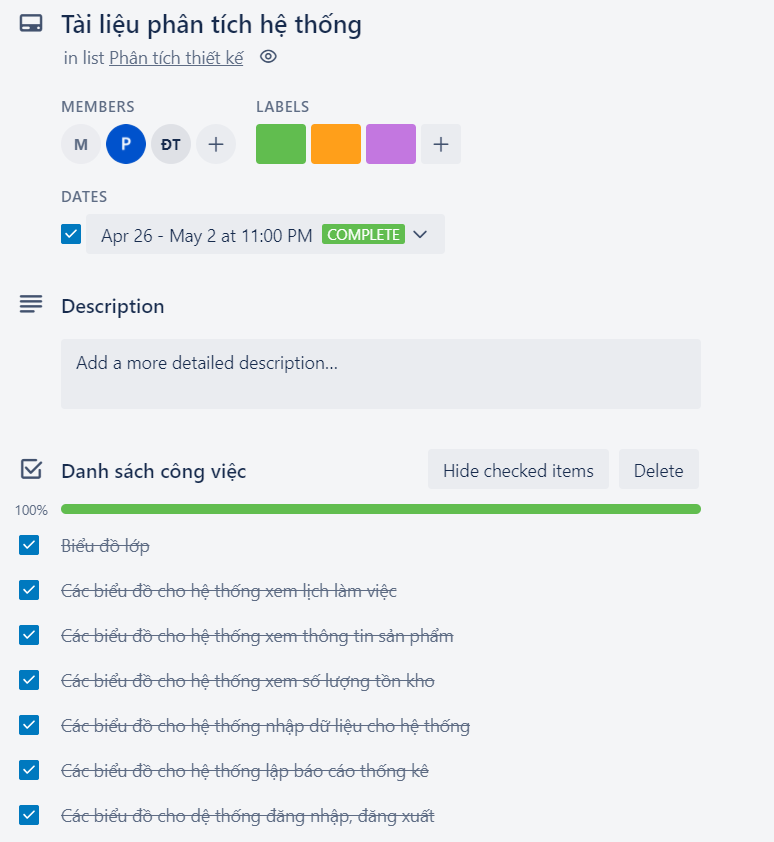 Tài liệu phân tích hệ thống
in list Phân tích thiết kế
MEMBERS
LABELS
M P ĐT +
+
DATES
Apr 26 - May 2 at 11:00 PM COMPLETE
Description
Add a more detailed description…
Danh sách công việc
Hide checked items
Delete
100%
Biểu đồ lớp
Các biểu đồ cho hệ thống xem lịch làm việc
Các biểu đồ cho hệ thống xem thông tin sản phẩm
Các biểu đồ cho hệ thống xem số lượng tồn kho
Các biểu đồ cho hệ thống nhập dữ liệu cho hệ thống
Các biểu đồ cho hệ thống lập báo cáo thống kê
Các biểu đồ cho dệ thống đăng nhập, đăng xuất